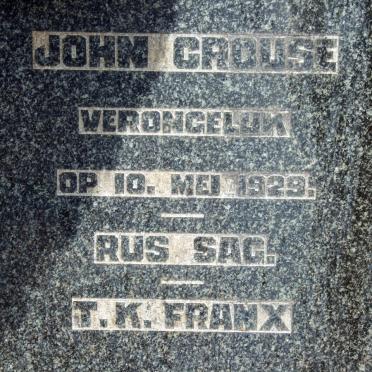 JOHN CROUSE
VERONGELUK
OP 10. MEI 1929.
RUS SAG.
T.K. FRANX